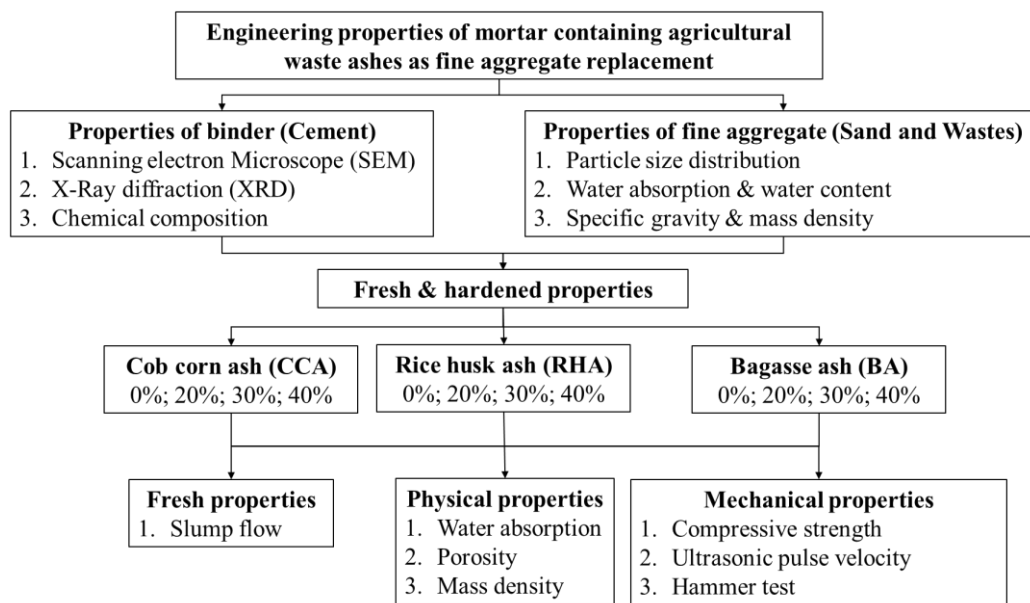 Engineering properties of mortar containing agricultural
waste ashes as fine aggregate replacement
Properties of binder (Cement)
1. Scanning electron Microscope (SEM)
2. X-Ray diffraction (XRD)
3. Chemical composition
Properties of fine aggregate (Sand and Wastes)
1. Particle size distribution
2. Water absorption & water content
3. Specific gravity & mass density
Fresh & hardened properties
Cob corn ash (CCA)
0%; 20%; 30%; 40%
Rice husk ash (RHA)
0%; 20%; 30%; 40%
Bagasse ash (BA)
0%; 20%; 30%; 40%
Fresh properties
1. Slump flow
Physical properties
1. Water absorption
2. Porosity
3. Mass density
Mechanical properties
1. Compressive strength
2. Ultrasonic pulse velocity
3. Hammer test